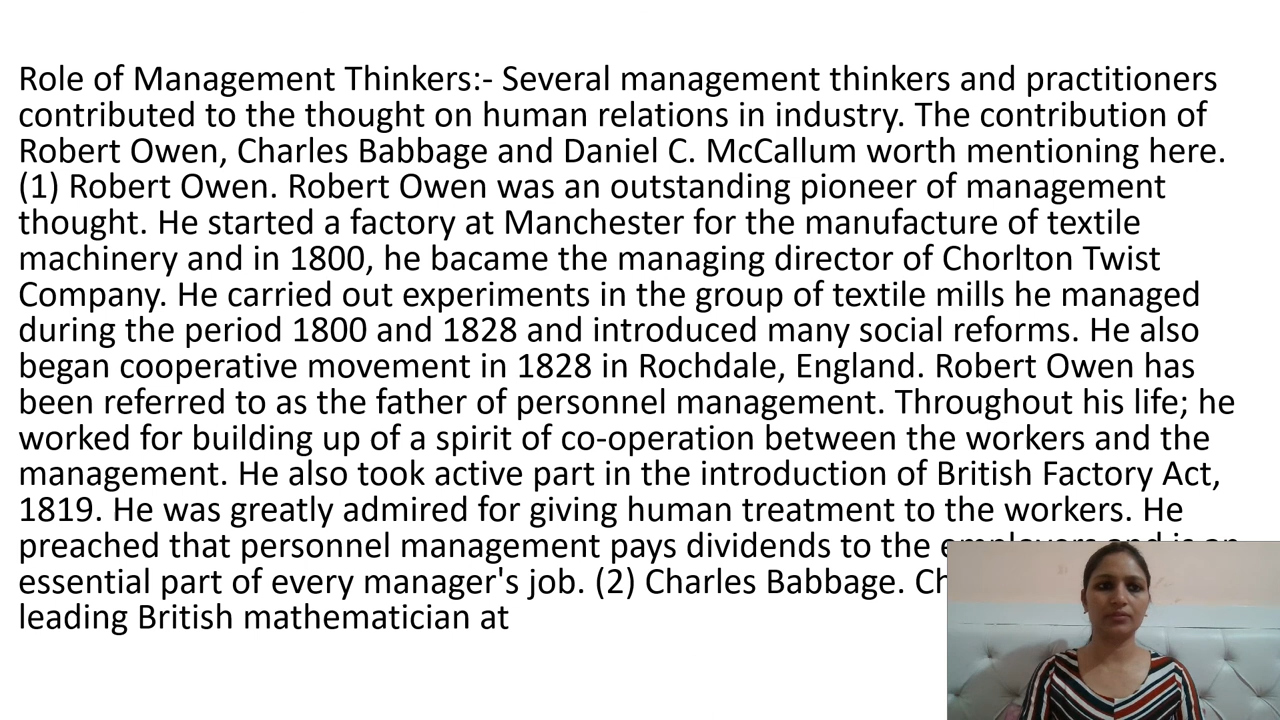 Role of Management Thinkers:- Several management thinkers and practitioners
contributed to the thought on human relations in industry. The contribution of
Robert Owen, Charles Babbage and Daniel C. McCallum worth mentioning here.
(1) Robert Owen. Robert Owen was an outstanding pioneer of management
thought. He started a factory at Manchester for the manufacture of textile
machinery and in 1800, he bacame the managing director of Chorlton Twist
Company. He carried out experiments in the group of textile mills he managed
during the period 1800 and 1828 and introduced many social reforms. He also
began cooperative movement in 1828 in Rochdale, England. Robert Owen has
been referred to as the father of personnel management. Throughout his life; he
worked for building up of a spirit of co-operation between the workers and the
management. He also took active part in the introduction of British Factory Act,
1819. He was greatly admired for giving human treatment to the workers. He
preached that personnel management pays dividends to the
essential part of every manager's job. (2) Charles Babbage.
leading British mathematician at